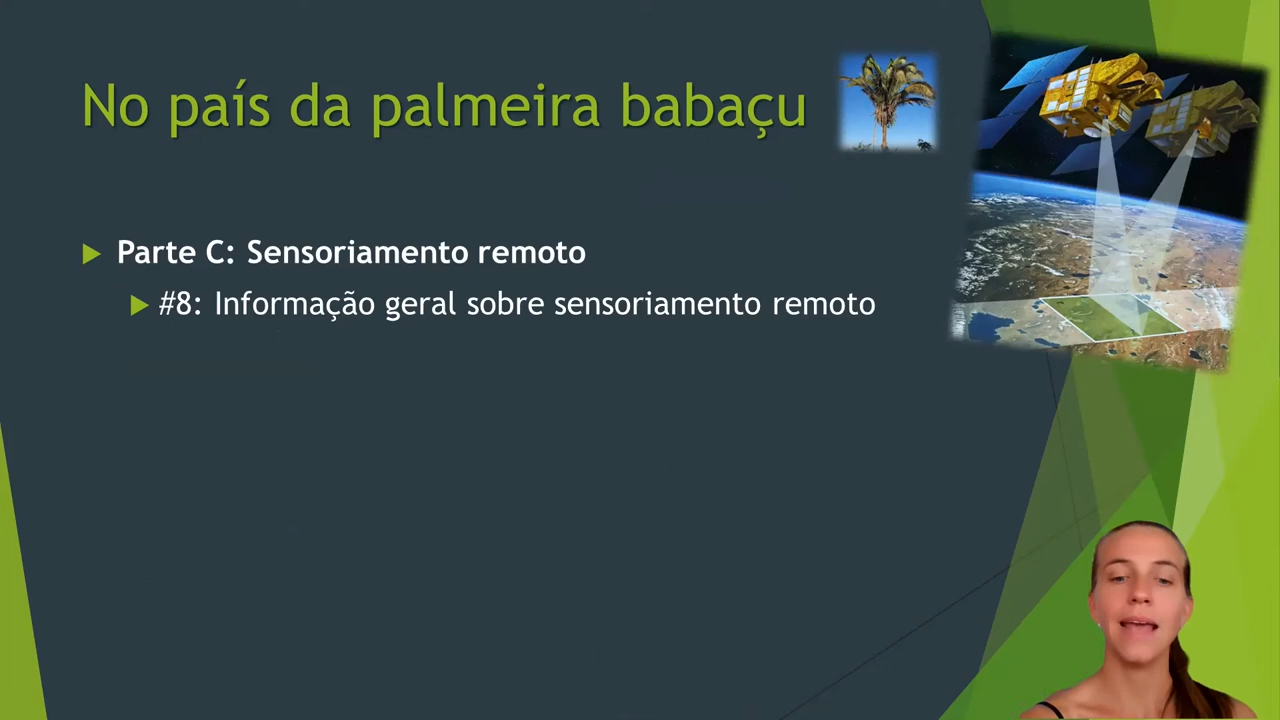 No país da palmeira babaçu
Parte C: Sensoriamento remoto
#8: Informação geral sobre sensoriamento remoto